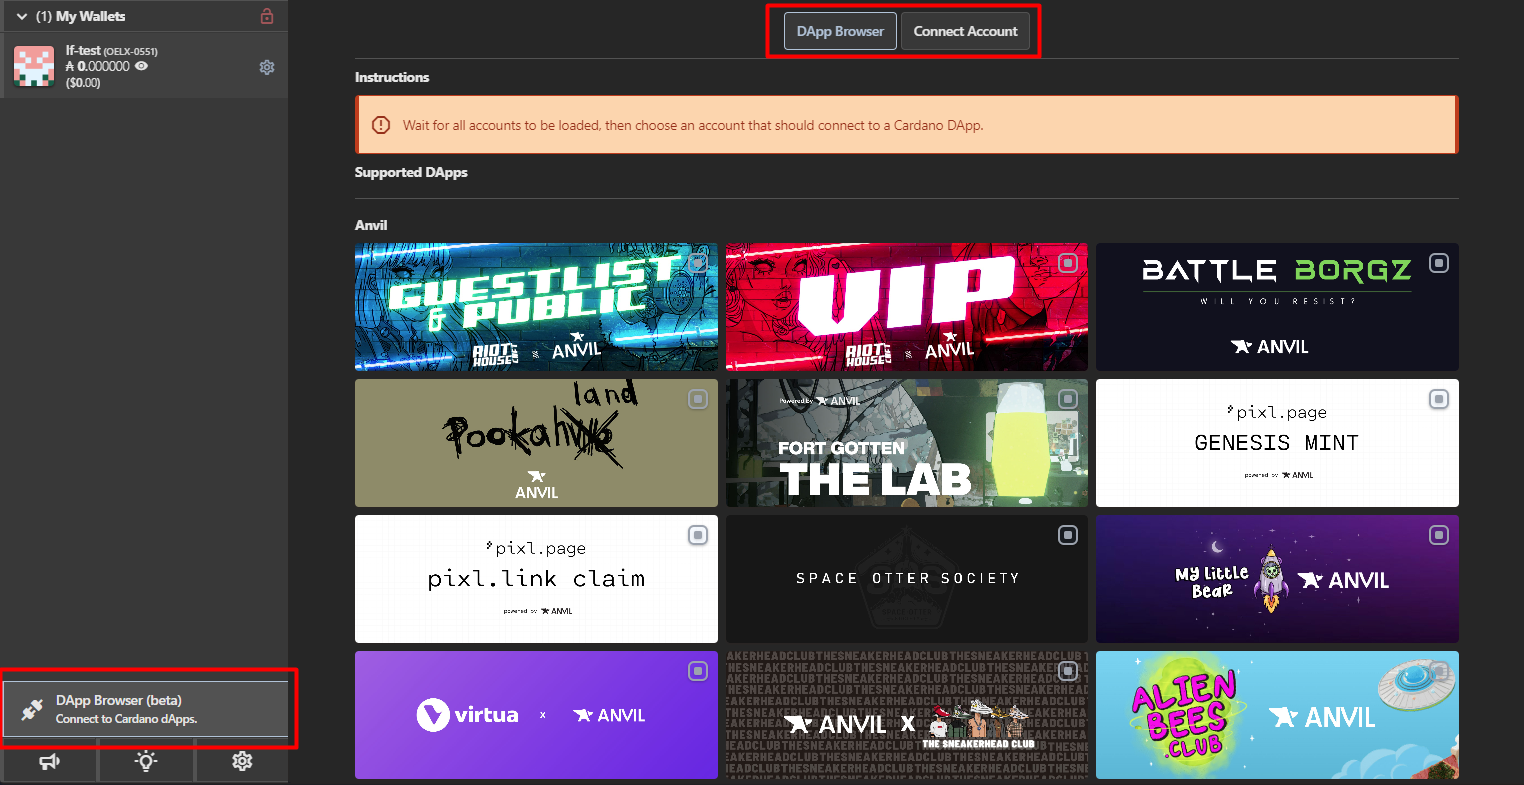 (1) My Wallets
lf-test (OELX-0551)
₳ 0.000000
($0.00)
DApp Browser (beta)
Connect to Cardano dApps.
DApp Browser
Connect Account
Instructions
Wait for all accounts to be loaded, then choose an account that should connect to a Cardano DApp.
Supported DApps
Anvil
GUESTLIST
& PUBLIC
RIOT
HOUSE
ANVIL
VIP
RIOT
HOUSE
ANVIL
BATTLE BORGZ
WILL YOU RESIST?
ANVIL
land
Pookah
ANVIL
Powered by ANVIL
FORT GOTTEN
THE LAB
pixl.page
GENESIS MINT
powered by ANVIL
pixl.page
pixl.link claim
powered by ANVIL
SPACE OTTER SOCIETY
MY LiTTLe
BeaR
ANVIL
virtua x ANVIL
AKERHEADCLUBTHESNEAKERHEADCLUBTHESNEAKERHEADCLUB
ANVIL X
THE SNEAKERHEAD CLUB
ALIEN
BEES
.CLUB
ANVIL